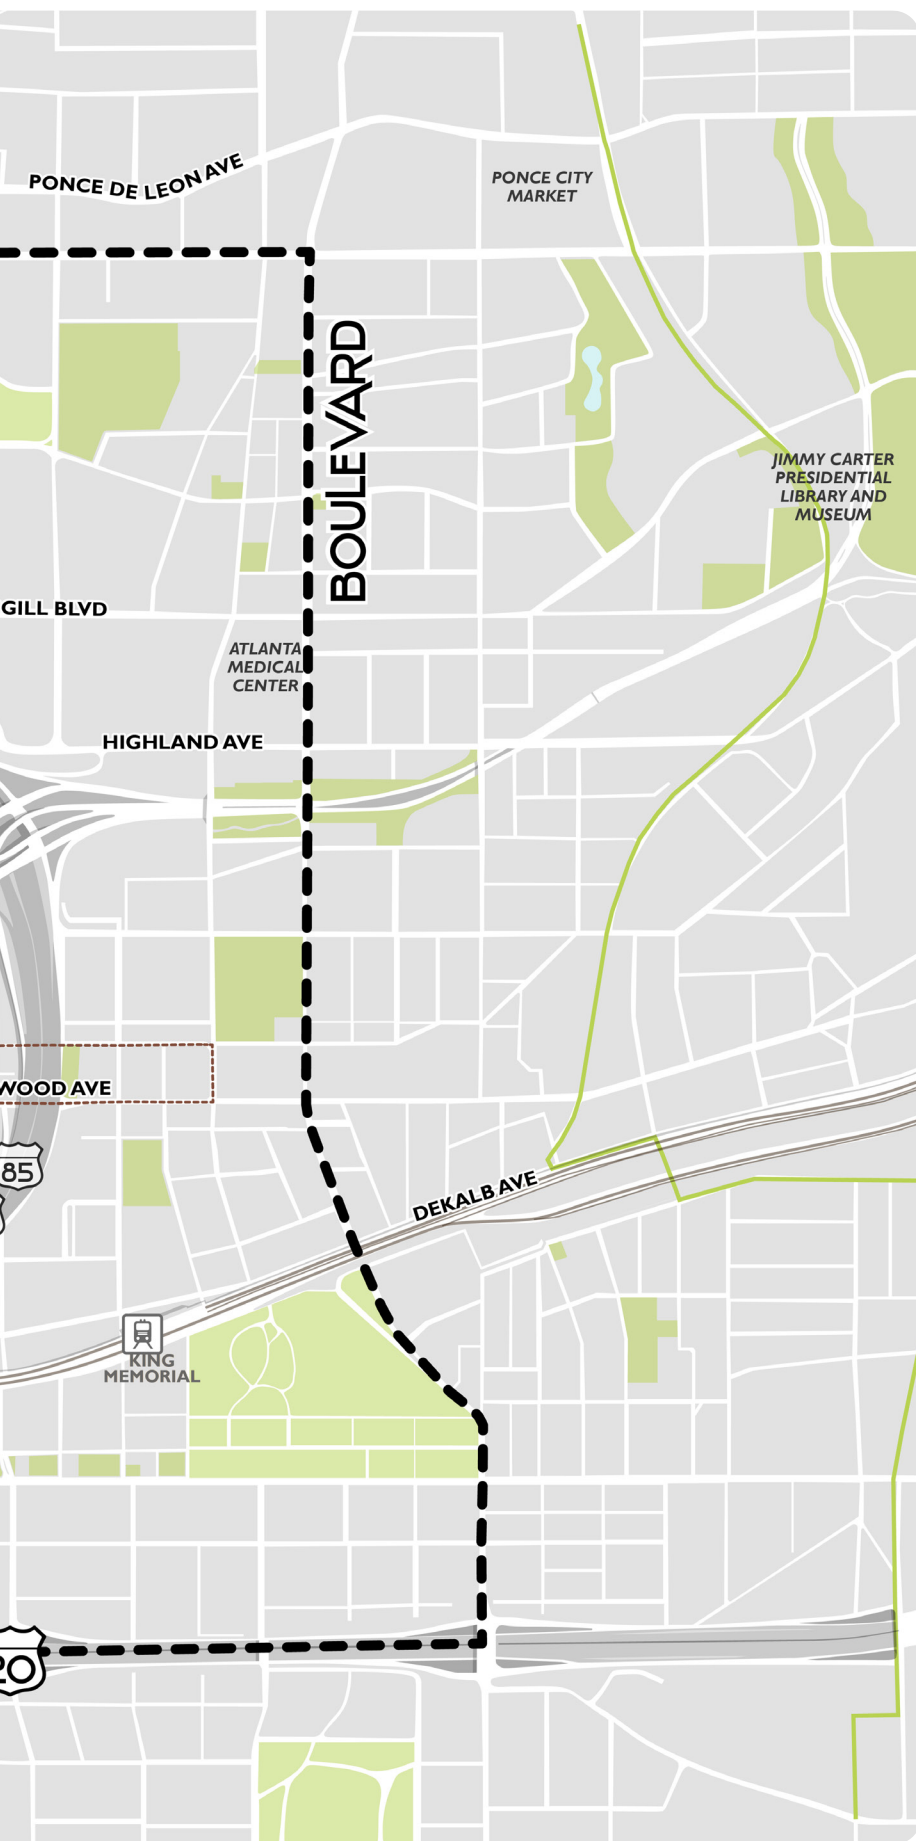 PONCE DE LEON AVE
PONCE CITY
MARKET
BOULEVARD
JIMMY CARTER
PRESIDENTIAL
LIBRARY AND
MUSEUM
GILL BLVD
ATLANTA
MEDICAL
CENTER
HIGHLAND AVE
WOOD AVE
85
DEKALB AVE
KING
MEMORIAL
20